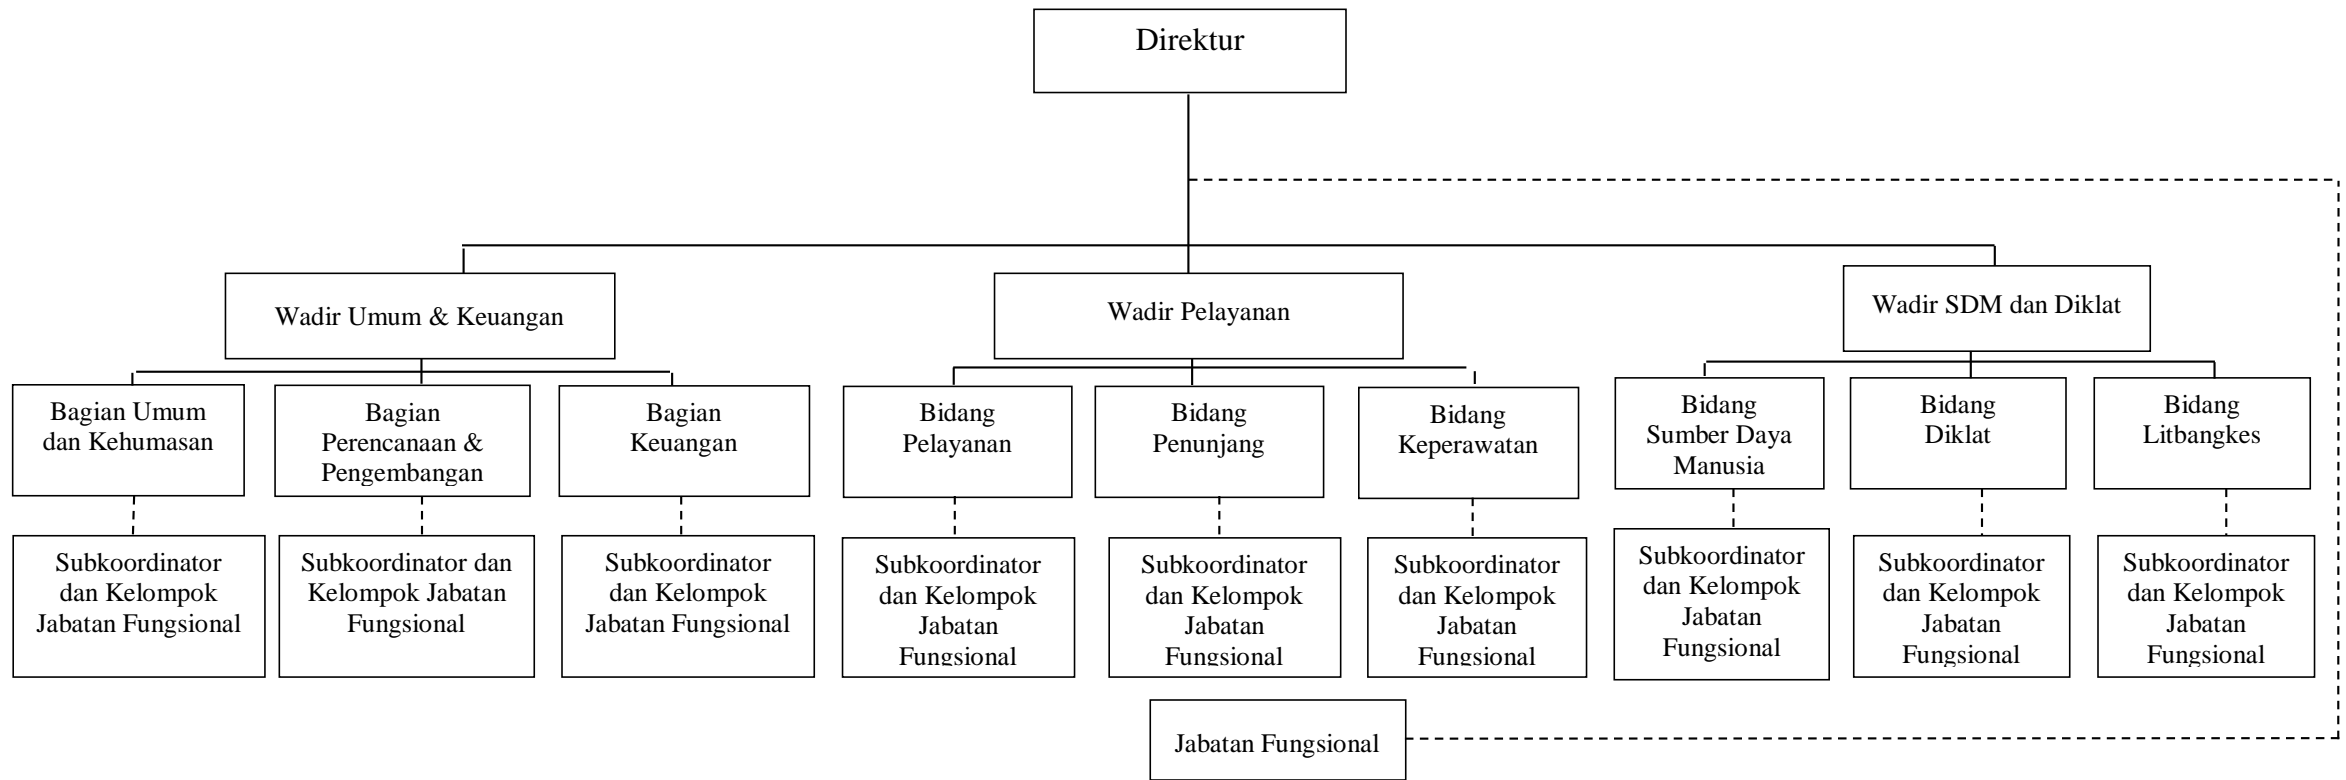 Direktur
Wadir Umum & Keuangan
Wadir Pelayanan
Wadir SDM dan Diklat
Bagian Umum
dan Kehumasan
Bagian
Perencanaan &
Pengembangan
Bagian
Keuangan
Bidang
Pelayanan
Bidang
Penunjang
Bidang
Keperawatan
Bidang
Sumber Daya
Manusia
Bidang
Diklat
Bidang
Litbangkes
Subkoordinator
dan Kelompok
Jabatan Fungsional
Subkoordinator dan
Kelompok Jabatan
Fungsional
Subkoordinator
dan Kelompok
Jabatan Fungsional
Subkoordinator
dan Kelompok
Jabatan
Fungsional
Subkoordinator
dan Kelompok
Jabatan
Fungsional
Subkoordinator
dan Kelompok
Jabatan
Fungsional
Subkoordinator
dan Kelompok
Jabatan
Fungsional
Subkoordinator
dan Kelompok
Jabatan
Fungsional
Subkoordinator
dan Kelompok
Jabatan
Fungsional
Jabatan Fungsional